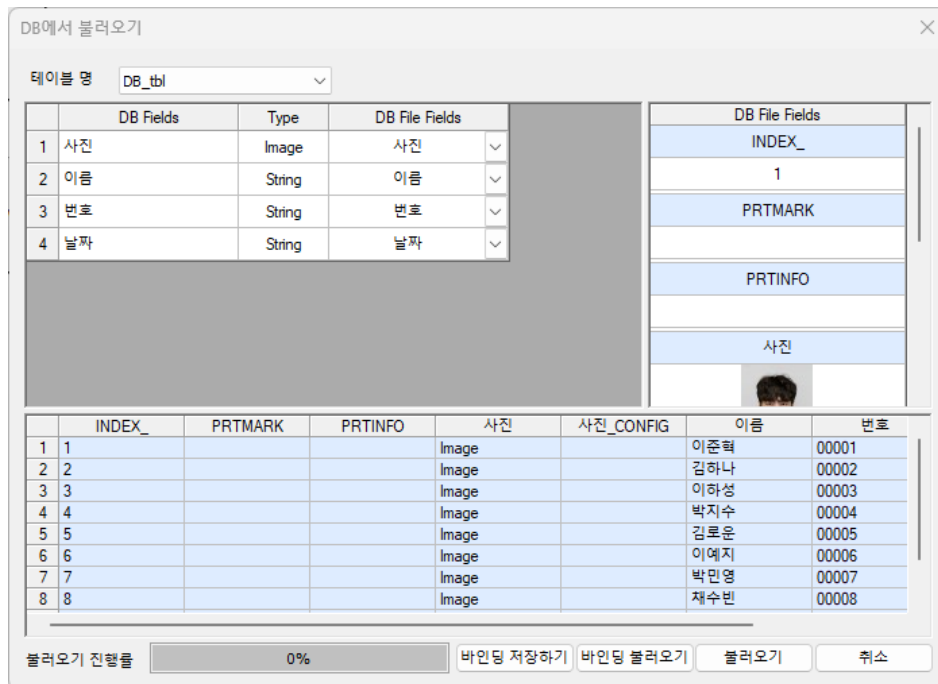 DB에서 불러오기
테이블 명 DB_tbl
DB Fields Type DB File Fields
1 사진 Image 사진
2 이름 String 이름
3 번호 String 번호
4 날짜 String 날짜
DB File Fields
INDEX_
1
PRTMARK
PRTINFO
사진
INDEX_ PRTMARK PRTINFO 사진 사진_CONFIG 이름 번호
1 1 Image 이준혁 00001
2 2 Image 김하나 00002
3 3 Image 이하성 00003
4 4 Image 박지수 00004
5 5 Image 김로운 00005
6 6 Image 이예지 00006
7 7 Image 박민영 00007
8 8 Image 채수빈 00008
불러오기 진행률 0% 바인딩 저장하기 바인딩 불러오기 불러오기 취소